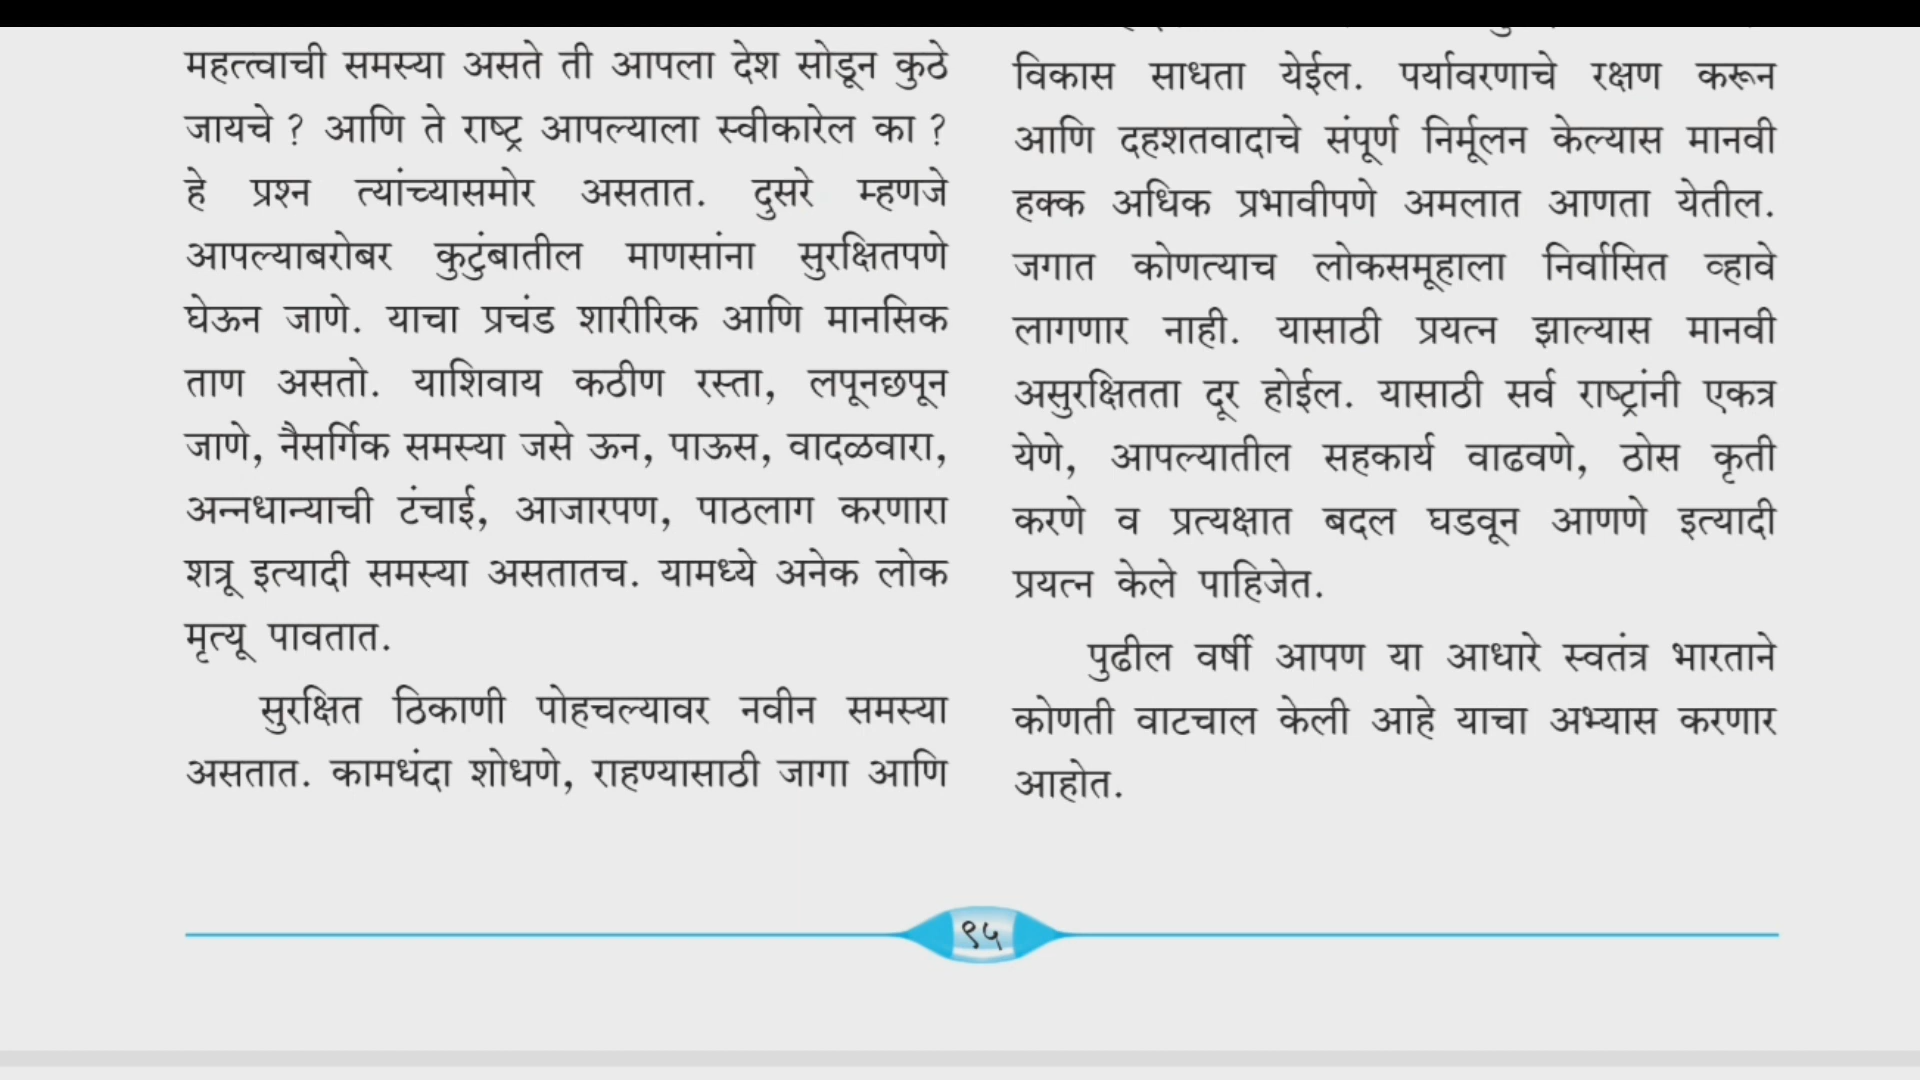 महत्त्वाची समस्या असते ती आपला देश सोडून कुठे
जायचे ? आणि ते राष्ट्र आपल्याला स्वीकारेल का ?
हे प्रश्न त्यांच्यासमोर असतात. दुसरे म्हणजे
आपल्याबरोबर कुटुंबातील माणसांना सुरक्षितपणे
घेऊन जाणे. याचा प्रचंड शारीरिक आणि मानसिक
ताण असतो. याशिवाय कठीण रस्ता, लपूनछपून
जाणे, नैसर्गिक समस्या जसे ऊन, पाऊस, वादळवारा,
अन्नधान्याची टंचाई, आजारपण, पाठलाग करणारा
शत्रू इत्यादी समस्या असतातच. यामध्ये अनेक लोक
मृत्यू पावतात.
सुरक्षित ठिकाणी पोहचल्यावर नवीन समस्या
असतात. कामधंदा शोधणे, राहण्यासाठी जागा आणि
विकास साधता येईल. पर्यावरणाचे रक्षण करून
आणि दहशतवादाचे संपूर्ण निर्मूलन केल्यास मानवी
हक्क अधिक प्रभावीपणे अमलात आणता येतील.
जगात कोणत्याच लोकसमूहाला निर्वासित व्हावे
लागणार नाही. यासाठी प्रयत्न झाल्यास मानवी
असुरक्षितता दूर होईल. यासाठी सर्व राष्ट्रांनी एकत्र
येणे, आपल्यातील सहकार्य वाढवणे, ठोस कृती
करणे व प्रत्यक्षात बदल घडवून आणणे इत्यादी
प्रयत्न केले पाहिजेत.
पुढील वर्षी आपण या आधारे स्वतंत्र भारताने
कोणती वाटचाल केली आहे याचा अभ्यास करणार
आहोत.
९५